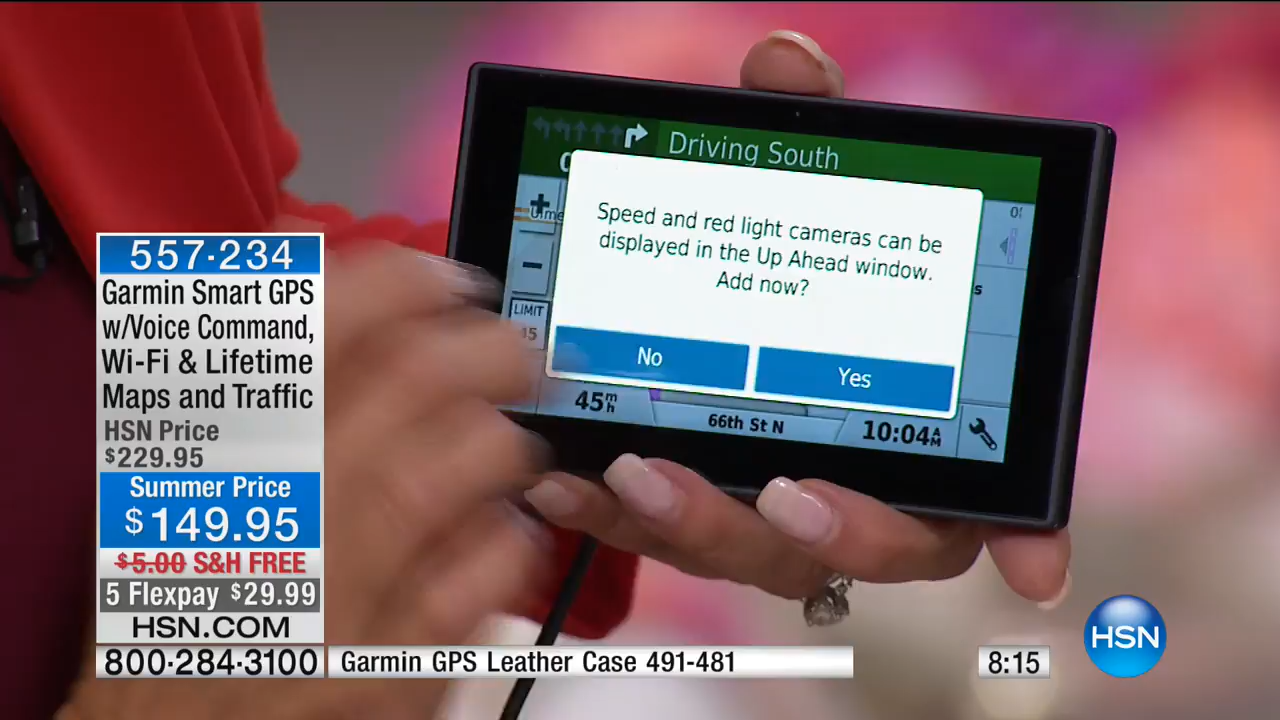 557·234
Garmin Smart GPS
w/Voice Command,
Wi-Fi & Lifetime
Maps and Traffic
HSN Price
$229.95
Summer Price
$149.95
$5.00 S&H FREE
5 Flexpay $29.99
HSN.COM
800·284·3100
Garmin GPS Leather Case 491-481
8:15
HSN
Driving South
Speed and red light cameras can be
displayed in the Up Ahead window.
Add now?
No
Yes
LIMIT
45 mh
66th St N
10:04 AM